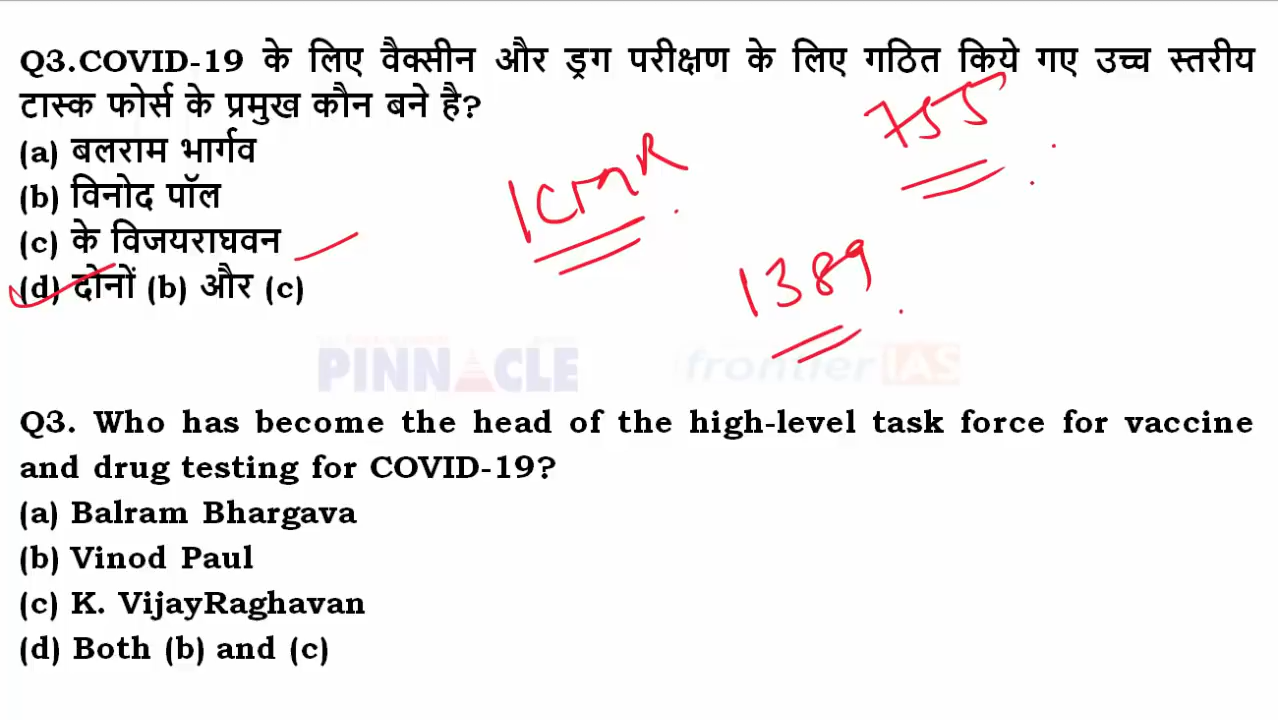 Q3.COVID-19 के लिए वैक्सीन और ड्रग परीक्षण के लिए गठित किये गए उच्च स्तरीय
टास्क फोर्स के प्रमुख कौन बने है?
755
(a) बलराम भार्गव
ICMR
(b) विनोद पॉल
(c) के विजयराघवन
1389
(d) दोनों (b) और (c)
PINNACLE frontier IAS
Q3. Who has become the head of the high-level task force for vaccine
and drug testing for COVID-19?
(a) Balram Bhargava
(b) Vinod Paul
(c) K. VijayRaghavan
(d) Both (b) and (c)